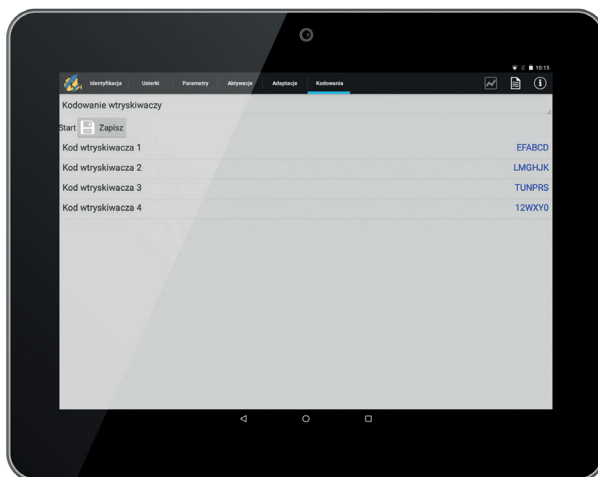 10:15
Identyfikacja Usterki Parametry Aktywacje Adaptacje Kodowania
Kodowanie wtryskiwaczy
Start Zapisz
Kod wtryskiwacza 1 EFABCD
Kod wtryskiwacza 2 LMGHJK
Kod wtryskiwacza 3 TUNPRS
Kod wtryskiwacza 4 12WXY0